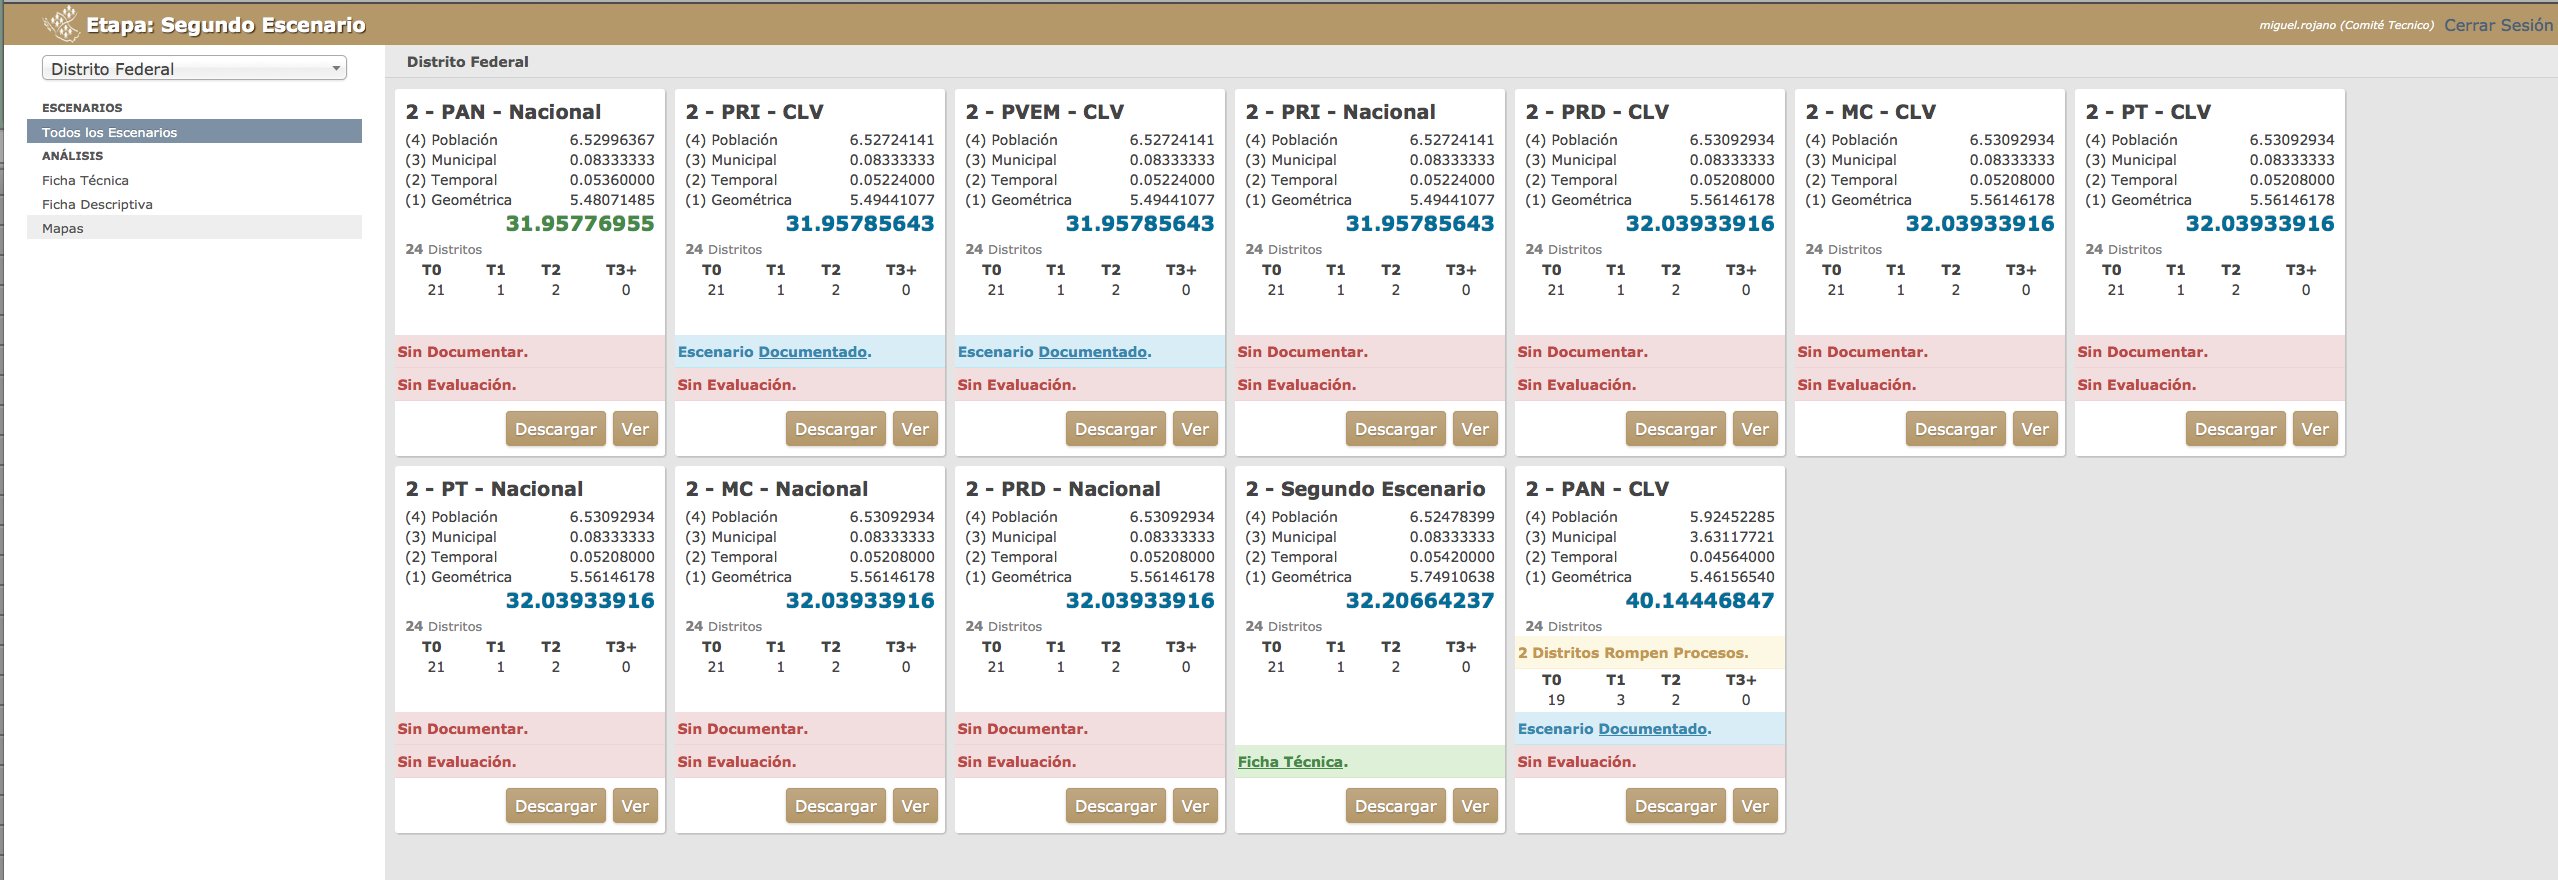 Etapa: Segundo Escenario
miguel.rojano (Comité Tecnico) Cerrar Sesión
Distrito Federal
ESCENARIOS
Todos los Escenarios
ANÁLISIS
Ficha Técnica
Ficha Descriptiva
Mapas
Distrito Federal
2 - PAN - Nacional
(4) Población 6.52996367
(3) Municipal 0.08333333
(2) Temporal 0.05360000
(1) Geométrica 5.48071485
31.95776955
24 Distritos
T0 T1 T2 T3+
21 1 2 0
Sin Documentar.
Sin Evaluación.
Descargar Ver
2 - PRI - CLV
(4) Población 6.52724141
(3) Municipal 0.08333333
(2) Temporal 0.05224000
(1) Geométrica 5.49441077
31.95785643
24 Distritos
T0 T1 T2 T3+
21 1 2 0
Escenario Documentado.
Sin Evaluación.
Descargar Ver
2 - PVEM - CLV
(4) Población 6.52724141
(3) Municipal 0.08333333
(2) Temporal 0.05224000
(1) Geométrica 5.49441077
31.95785643
24 Distritos
T0 T1 T2 T3+
21 1 2 0
Escenario Documentado.
Sin Evaluación.
Descargar Ver
2 - PRI - Nacional
(4) Población 6.52724141
(3) Municipal 0.08333333
(2) Temporal 0.05224000
(1) Geométrica 5.49441077
31.95785643
24 Distritos
T0 T1 T2 T3+
21 1 2 0
Sin Documentar.
Sin Evaluación.
Descargar Ver
2 - PRD - CLV
(4) Población 6.53092934
(3) Municipal 0.08333333
(2) Temporal 0.05208000
(1) Geométrica 5.56146178
32.03933916
24 Distritos
T0 T1 T2 T3+
21 1 2 0
Sin Documentar.
Sin Evaluación.
Descargar Ver
2 - MC - CLV
(4) Población 6.53092934
(3) Municipal 0.08333333
(2) Temporal 0.05208000
(1) Geométrica 5.56146178
32.03933916
24 Distritos
T0 T1 T2 T3+
21 1 2 0
Sin Documentar.
Sin Evaluación.
Descargar Ver
2 - PT - CLV
(4) Población 6.53092934
(3) Municipal 0.08333333
(2) Temporal 0.05208000
(1) Geométrica 5.56146178
32.03933916
24 Distritos
T0 T1 T2 T3+
21 1 2 0
Sin Documentar.
Sin Evaluación.
Descargar Ver
2 - PT - Nacional
(4) Población 6.53092934
(3) Municipal 0.08333333
(2) Temporal 0.05208000
(1) Geométrica 5.56146178
32.03933916
24 Distritos
T0 T1 T2 T3+
21 1 2 0
Sin Documentar.
Sin Evaluación.
Descargar Ver
2 - MC - Nacional
(4) Población 6.53092934
(3) Municipal 0.08333333
(2) Temporal 0.05208000
(1) Geométrica 5.56146178
32.03933916
24 Distritos
T0 T1 T2 T3+
21 1 2 0
Sin Documentar.
Sin Evaluación.
Descargar Ver
2 - PRD - Nacional
(4) Población 6.53092934
(3) Municipal 0.08333333
(2) Temporal 0.05208000
(1) Geométrica 5.56146178
32.03933916
24 Distritos
T0 T1 T2 T3+
21 1 2 0
Sin Documentar.
Sin Evaluación.
Descargar Ver
2 - Segundo Escenario
(4) Población 6.52478399
(3) Municipal 0.08333333
(2) Temporal 0.05420000
(1) Geométrica 5.74910638
32.20664237
24 Distritos
T0 T1 T2 T3+
21 1 2 0
Ficha Técnica.
Descargar Ver
2 - PAN - CLV
(4) Población 5.92452285
(3) Municipal 3.63117721
(2) Temporal 0.04564000
(1) Geométrica 5.46156540
40.14446847
24 Distritos
2 Distritos Rompen Procesos.
T0 T1 T2 T3+
19 3 2 0
Escenario Documentado.
Sin Evaluación.
Descargar Ver